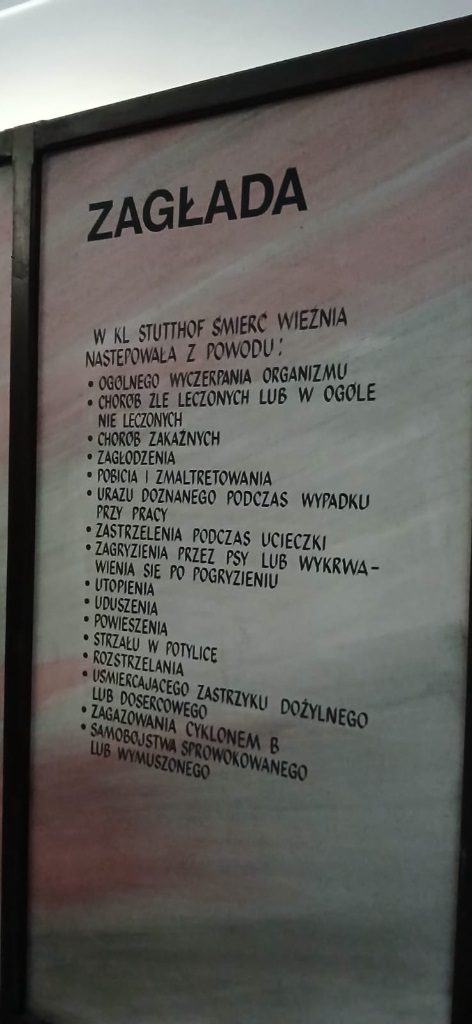 ZAGŁADA
W KL STUTTHOF ŚMIERĆ WIĘŹNIA
NASTĘPOWAŁA Z POWODU:
• OGÓLNEGO WYCZERPANIA ORGANIZMU
• CHORÓB ŹLE LECZONYCH LUB W OGÓLE
NIE LECZONYCH
• CHORÓB ZAKAŹNYCH
• ZAGŁODZENIA
• POBICIA I ZMALTRETOWANIA
• URAZU DOZNANEGO PODCZAS WYPADKU
PRZY PRACY
• ZASTRZELENIA PODCZAS UCIECZKI
• ZAGRYZIENIA PRZEZ PSY LUB WYKRWA-
WIENIA SIĘ PO POGRYZIENIU
• UTOPIENIA
• UDUSZENIA
• POWIESZENIA
• STRZAŁU W POTYLICĘ
• ROZSTRZELANIA
• UŚMIERCAJĄCEGO ZASTRZYKU DOŻYLNEGO
LUB DOSERCOWEGO
• ZAGAZOWANIA CYKLONEM B
• SAMOBÓJSTWA SPROWOKOWANEGO
LUB WYMUSZONEGO